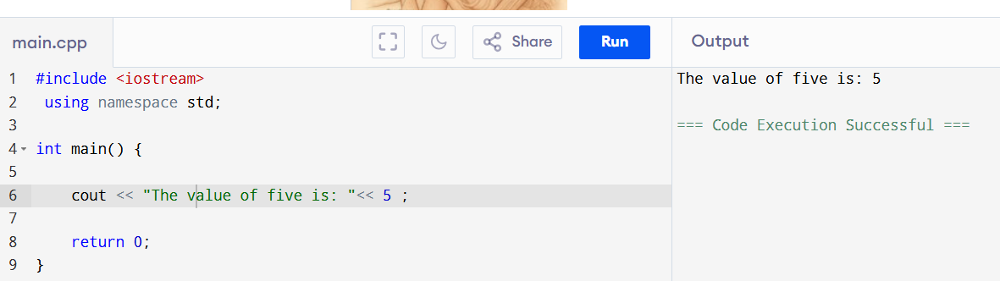 main.cpp
Share
Run
Output
1 #include <iostream>
2  using namespace std;
3
4 int main() {
5
6     cout << "The value of five is: "<< 5 ;
7
8     return 0;
9 }
The value of five is: 5
=== Code Execution Successful ===